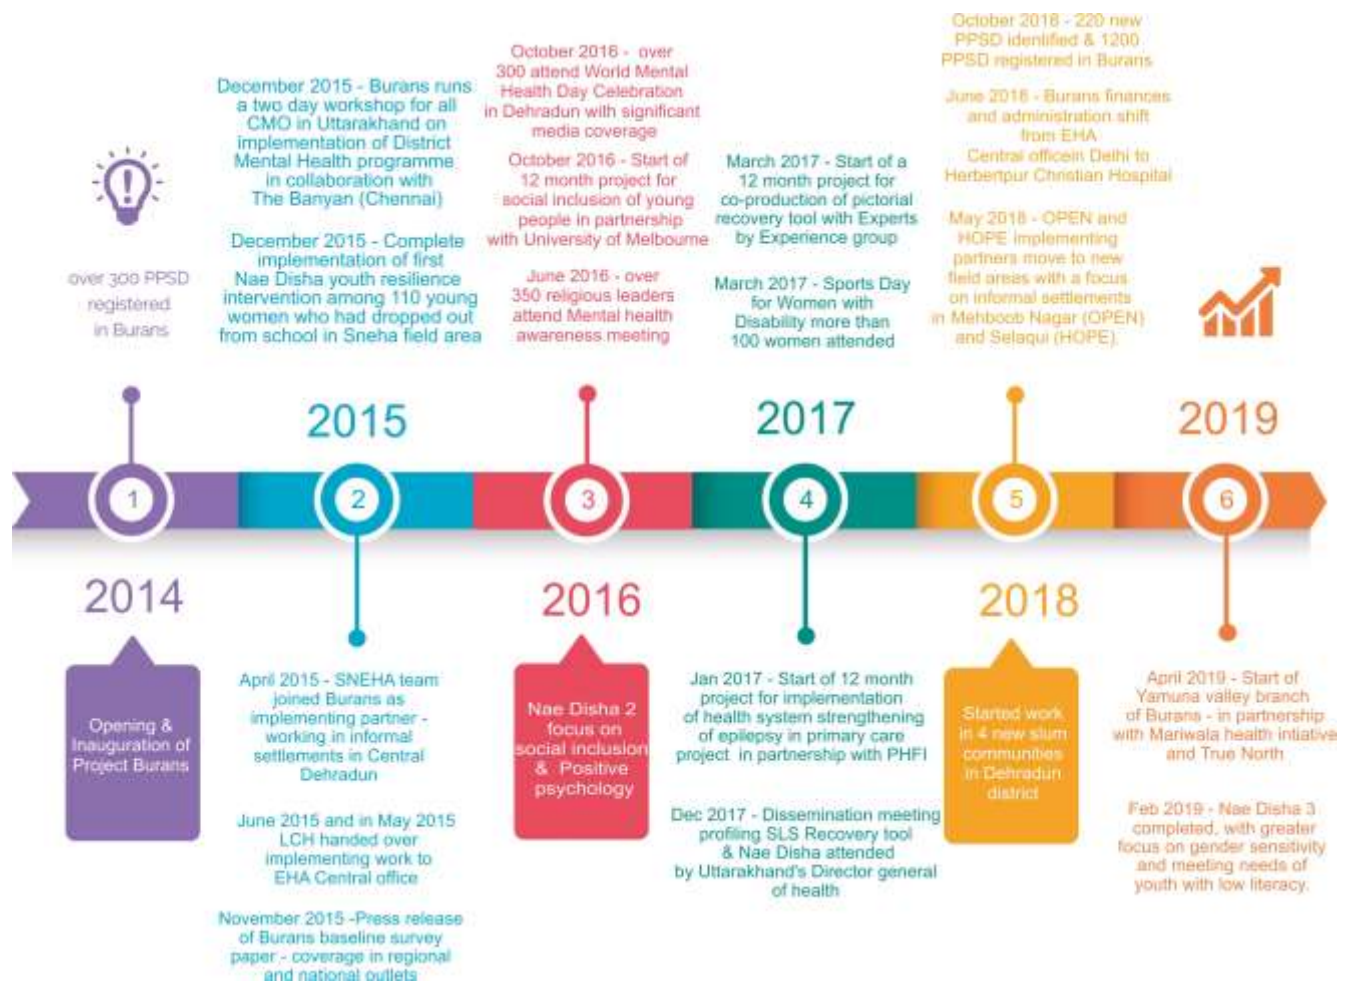 over 300 PPSD
registered
in Burans
1
2014
Opening &
Inauguration of
Project Burans
December 2015 - Burans runs
a two day workshop for all
CMO in Uttarakhand on
implementation of District
Mental Health programme
in collaboration with
The Banyan (Chennai)
December 2015 - Complete
implementation of first
Nae Disha youth resilience
intervention among 110 young
women who had dropped out
from school in Sneha field area
2015
2
April 2015 - SNEHA team
joined Burans as
implementing partner -
working in informal
settlements in Central
Dehradun
June 2015 and in May 2015
LCH handed over
implementing work to
EHA Central office
November 2015 -Press release
of Burans baseline survey
paper - coverage in regional
and national outlets
October 2016 - over
300 attend World Mental
Health Day Celebration
in Dehradun with significant
media coverage
October 2016 - Start of
12 month project for
social inclusion of young
people in partnership
with University of Melbourne
June 2016 - over
350 religious leaders
attend Mental health
awareness meeting
3
2016
Nae Disha 2
focus on
social inclusion
& Positive
psychology
March 2017 - Start of a
12 month project for
co-production of pictorial
recovery tool with Experts
by Experience group
March 2017 - Sports Day
for Women with
Disability more than
100 women attended
2017
4
Jan 2017 - Start of 12 month
project for implementation
of health system strengthening
of epilepsy in primary care
project in partnership with PHFI
Dec 2017 - Dissemination meeting
profiling SLS Recovery tool
& Nae Disha attended
by Uttarakhand's Director general
of health
October 2018 - 220 new
PPSD identified & 1200
PPSD registered in Burans
June 2018 - Burans finances
and administration shift
from EHA
Central officein Delhi to
Herbertpur Christian Hospital
May 2018 - OPEN and
HOPE implementing
partners move to new
field areas with a focus
on informal settlements
in Mehboob Nagar (OPEN)
and Selaqui (HOPE).
5
2018
Started work
in 4 new slum
communities
in Dehradun
district
2019
6
April 2019 - Start of
Yamuna valley branch
of Burans - in partnership
with Mariwala health intiative
and True North
Feb 2019 - Nae Disha 3
completed, with greater
focus on gender sensitivity
and meeting needs of
youth with low literacy.